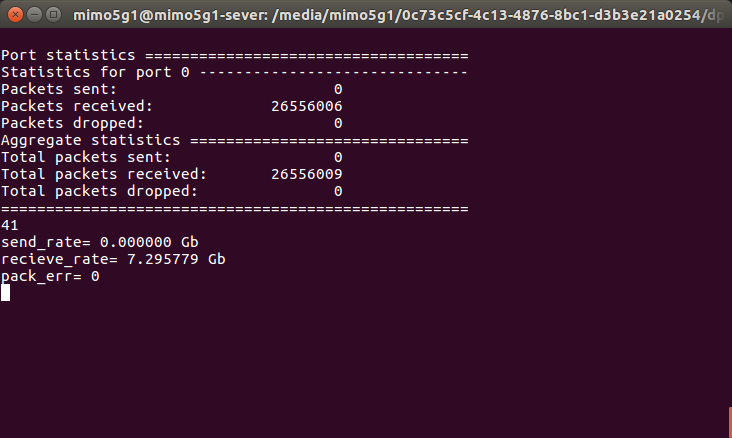 mimo5g1@mimo5g1-sever: /media/mimo5g1/0c73c5cf-4c13-4876-8bc1-d3b3e21a0254/dp
Port statistics ====================================
Statistics for port 0 ------------------------------
Packets sent: 0
Packets received: 26556006
Packets dropped: 0
Aggregate statistics ===============================
Total packets sent: 0
Total packets received: 26556009
Total packets dropped: 0
====================================================
41
send_rate= 0.000000 Gb
recieve_rate= 7.295779 Gb
pack_err= 0